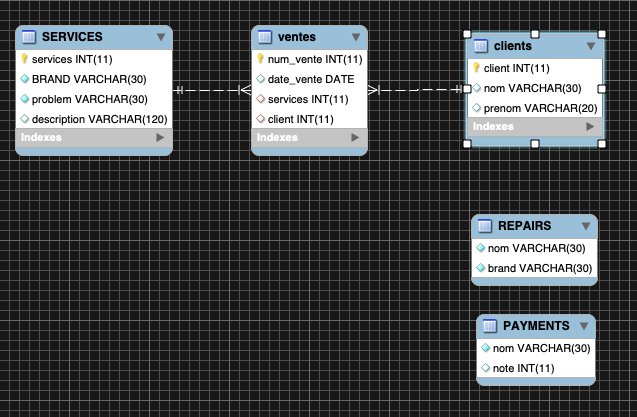 SERVICES
services INT(11)
BRAND VARCHAR(30)
problem VARCHAR(30)
description VARCHAR(120)
Indexes
ventes
num_vente INT(11)
date_vente DATE
services INT(11)
client INT(11)
Indexes
clients
client INT(11)
nom VARCHAR(30)
prenom VARCHAR(20)
Indexes
REPAIRS
nom VARCHAR(30)
brand VARCHAR(30)
PAYMENTS
nom VARCHAR(30)
note INT(11)